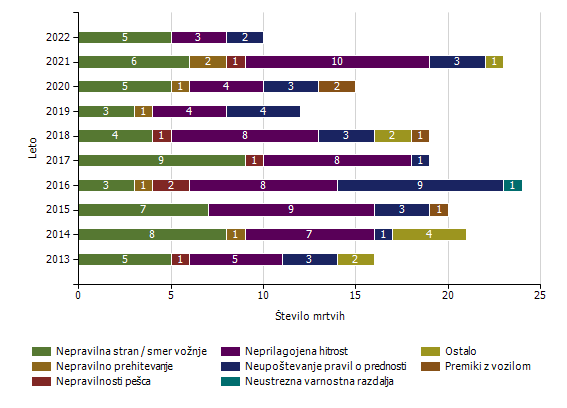 2022 5 3 2
2021 6 2 1 10 3 1
2020 5 1 4 3 2
2019 3 1 4 4
2018 4 1 8 3 2 1
2017 9 1 8 1
2016 3 1 2 8 9 1
2015 7 9 3 1
2014 8 1 7 1 4
2013 5 1 5 3 2
Leto
0 5 10 15 20 25
Število mrtvih
Nepravilna stran / smer vožnje Neprilagojena hitrost Ostalo
Nepravilno prehitevanje Neupoštevanje pravil o prednosti Premiki z vozilom
Nepravilnosti pešca Neustrezna varnostna razdalja